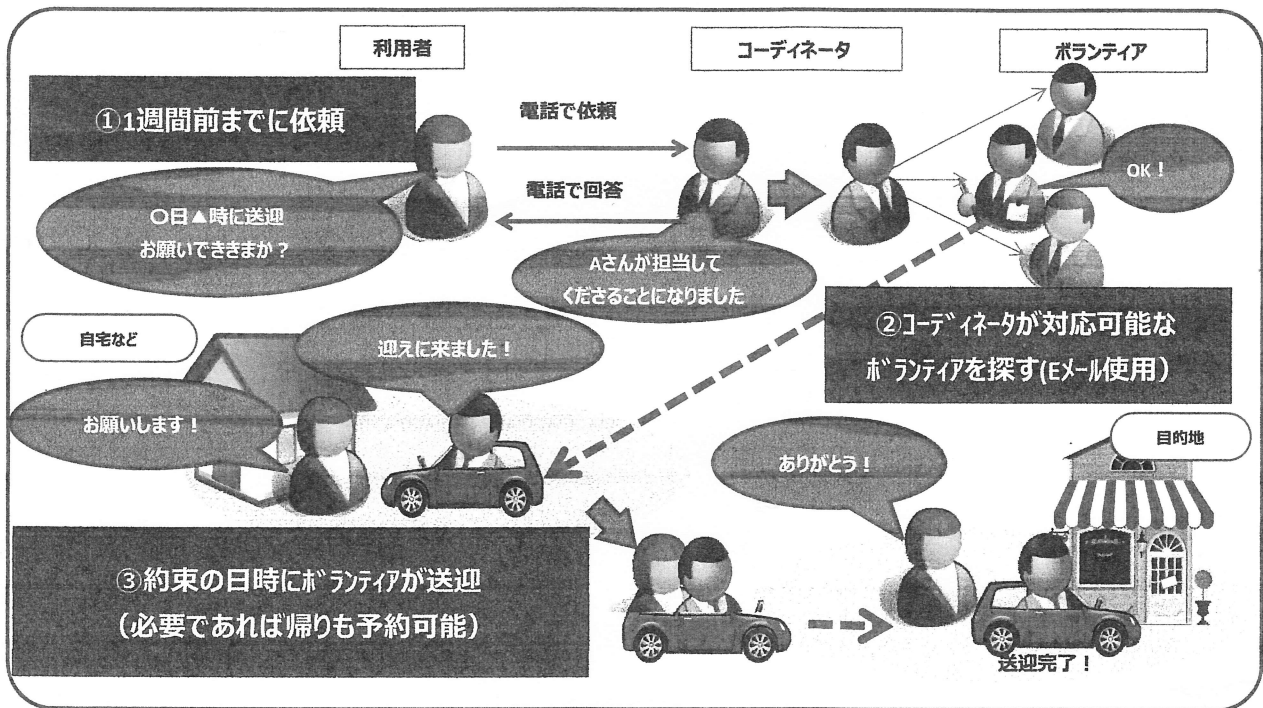 利用者
コーディネータ
ボランティア
①1週間前までに依頼
電話で依頼
電話で回答
OK！
〇日▲時に送迎
お願いでききまか？
Aさんが担当して
くださることになりました
②コーディネータが対応可能な
ボランティアを探す(Eメール使用)
自宅など
迎えに来ました！
お願いします！
ありがとう！
目的地
③約束の日時にボランティアが送迎
（必要であれば帰りも予約可能）
送迎完了！